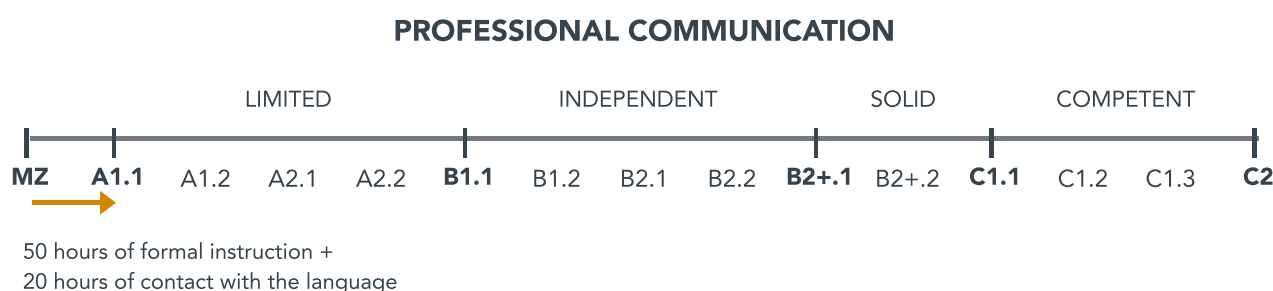 PROFESSIONAL COMMUNICATION
LIMITED INDEPENDENT SOLID COMPETENT
MZ A1.1 A1.2 A2.1 A2.2 B1.1 B1.2 B2.1 B2.2 B2+.1 B2+.2 C1.1 C1.2 C1.3 C2
50 hours of formal instruction +
20 hours of contact with the language